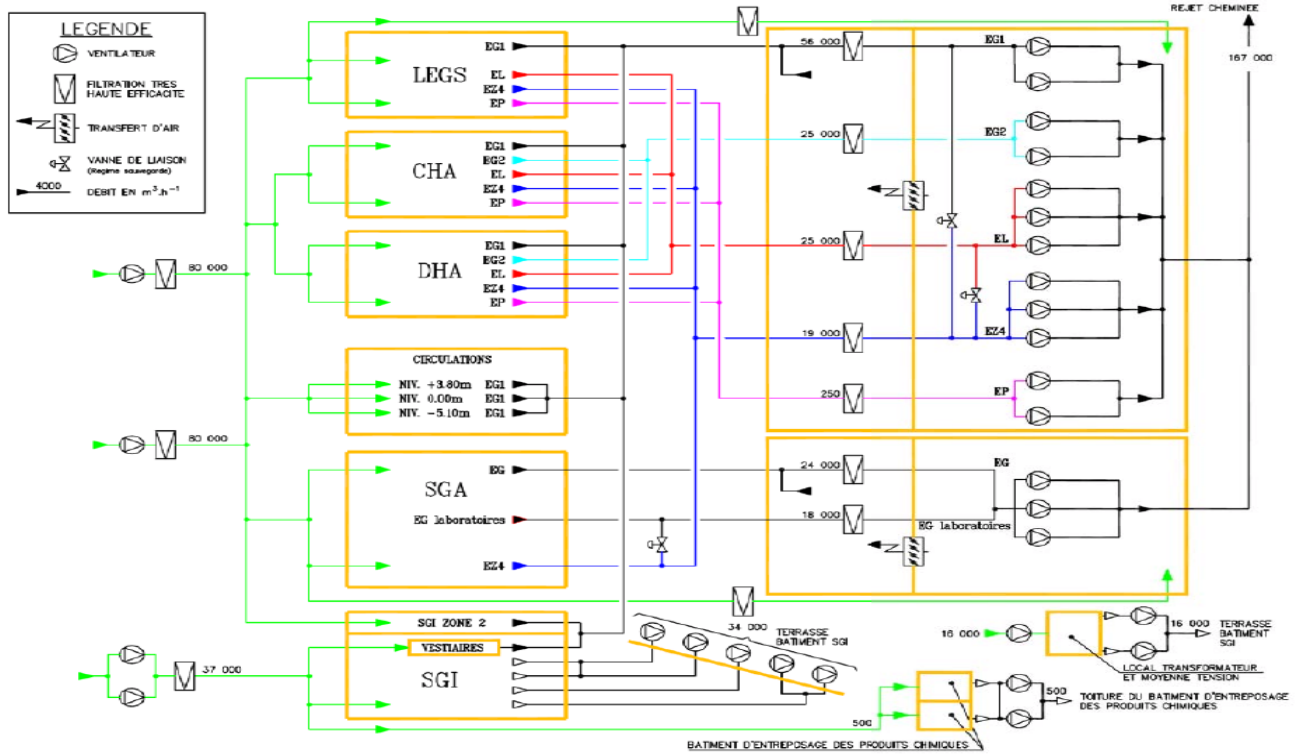 LEGENDE
VENTILATEUR
FILTRATION TRES
HAUTE EFFICACITE
TRANSFERT D'AIR
VANNE DE LIAISON
(Regime sauvegarde)
4000
DEBIT EN m³.h⁻¹
REJET CHEMINEE
167 000
LEGS
EG1
EL
EZ4
EP
CHA
EG1
EG2
EL
EZ4
EP
DHA
EG1
EG2
EL
EZ4
EP
80 000
CIRCULATIONS
NIV. +3.80m EG1
NIV. 0.00m EG1
NIV. -5.10m EG1
80 000
SGA
EG
EG laboratoires
EZ4
SGI ZONE 2
VESTIAIRES
SGI
37 000
56 000
EG1
25 000
EG2
25 000
EL
19 000
EZ4
250
EP
24 000
EG
18 000
EG laboratoires
34 000
TERRASSE
BATIMENT SGI
16 000
16 000
TERRASSE
BATIMENT
SGI
LOCAL TRANSFORMATEUR
ET MOYENNE TENSION
500
500
TOITURE DU BATIMENT D'ENTREPOSAGE
DES PRODUITS CHIMIQUES
BATIMENT D'ENTREPOSAGE DES PRODUITS CHIMIQUES